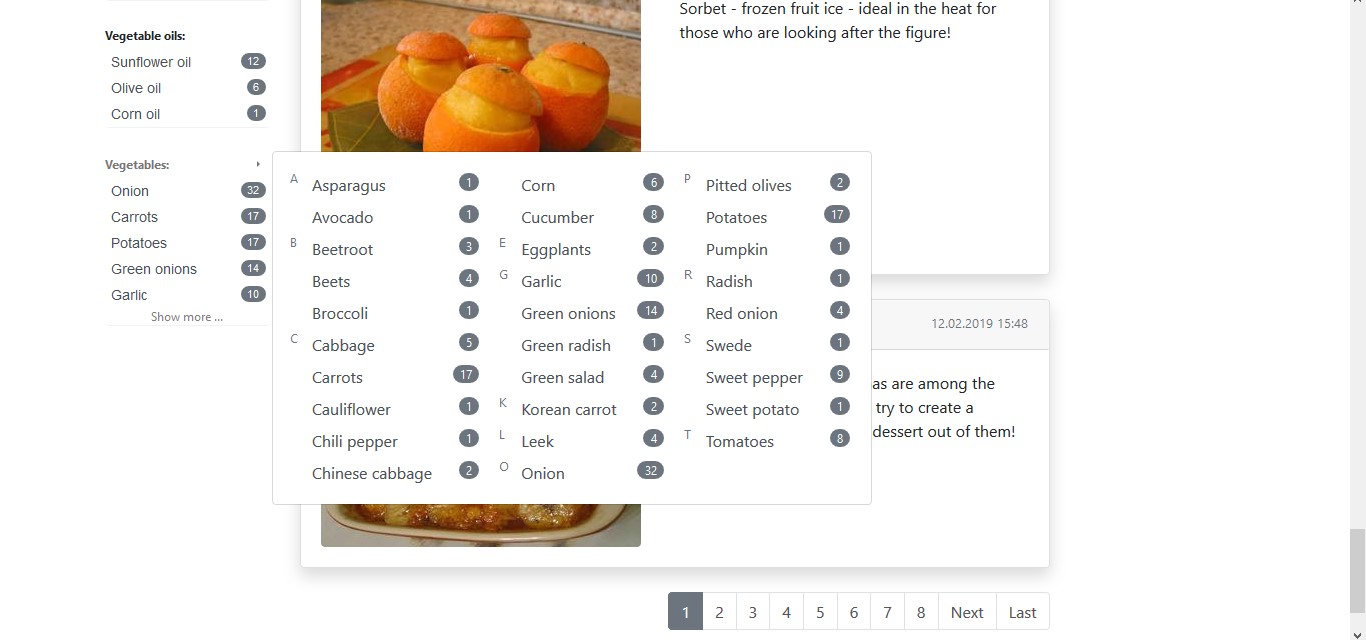 Sorbet - frozen fruit ice - ideal in the heat for
those who are looking after the figure!
Vegetable oils:
Sunflower oil 12
Olive oil 6
Corn oil 1
Vegetables:
Onion 32
Carrots 17
Potatoes 17
Green onions 14
Garlic 10
Show more ...
A Asparagus 1
Avocado 1
B Beetroot 3
Beets 4
Broccoli 1
C Cabbage 5
Carrots 17
Cauliflower 1
Chili pepper 1
Chinese cabbage 2
Corn 6
Cucumber 8
E Eggplants 2
G Garlic 10
Green onions 14
Green radish 1
Green salad 4
K Korean carrot 2
L Leek 4
O Onion 32
P Pitted olives 2
Potatoes 17
Pumpkin 1
R Radish 1
Red onion 4
S Swede 1
Sweet pepper 9
Sweet potato 1
T Tomatoes 8
12.02.2019 15:48
as are among the
try to create a
dessert out of them!
1 2 3 4 5 6 7 8 Next Last